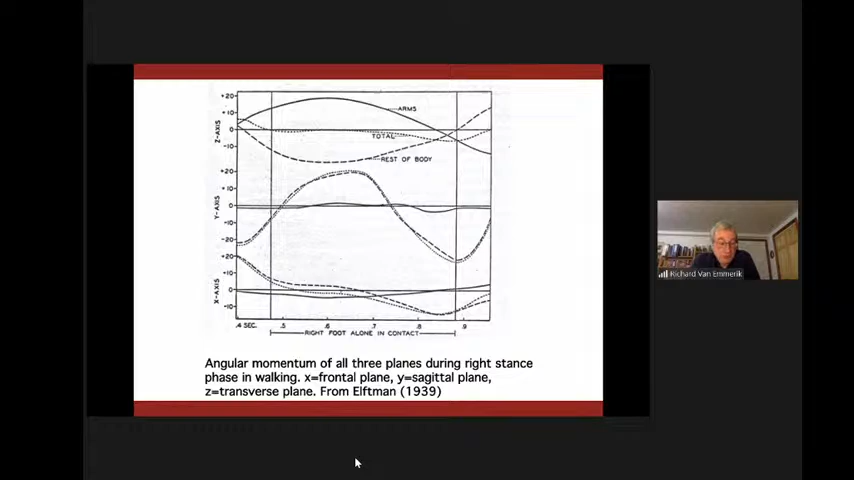 +20
+10
0
-10
Z-AXIS
ARMS
TOTAL
REST OF BODY
+20
+10
0
-10
-20
Y-AXIS
+20
+10
0
-10
X-AXIS
.4 SEC. .5 .6 .7 .8 .9
RIGHT FOOT ALONE IN CONTACT
Angular momentum of all three planes during right stance
phase in walking. x=frontal plane, y=sagittal plane,
z=transverse plane. From Elftman (1939)
Richard Van Emmerik